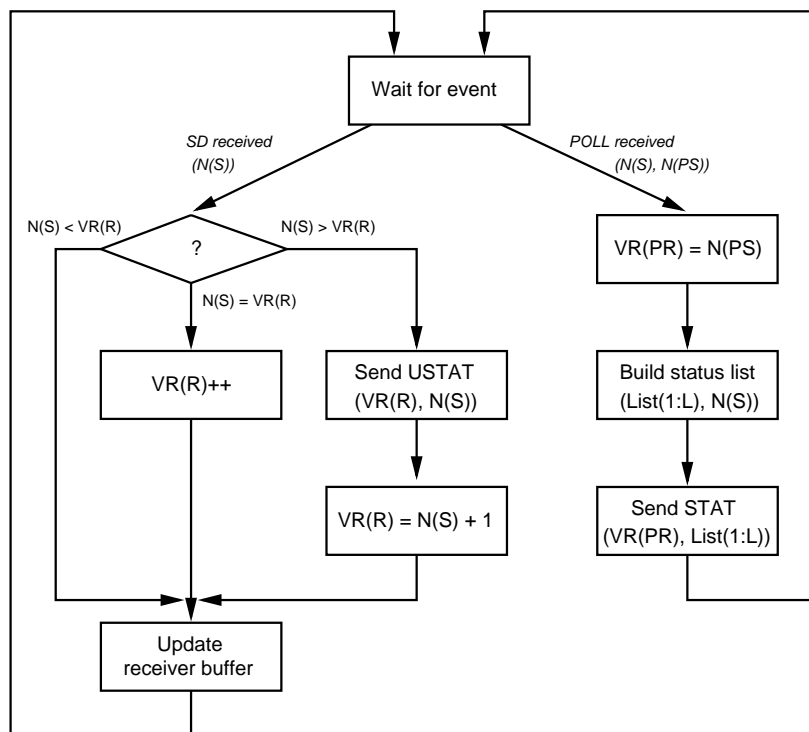 Wait for event
SD received
(N(S))
POLL received
(N(S), N(PS))
N(S) < VR(R)
N(S) > VR(R)
?
VR(PR) = N(PS)
N(S) = VR(R)
VR(R)++
Send USTAT
(VR(R), N(S))
Build status list
(List(1:L), N(S))
VR(R) = N(S) + 1
Send STAT
(VR(PR), List(1:L))
Update
receiver buffer